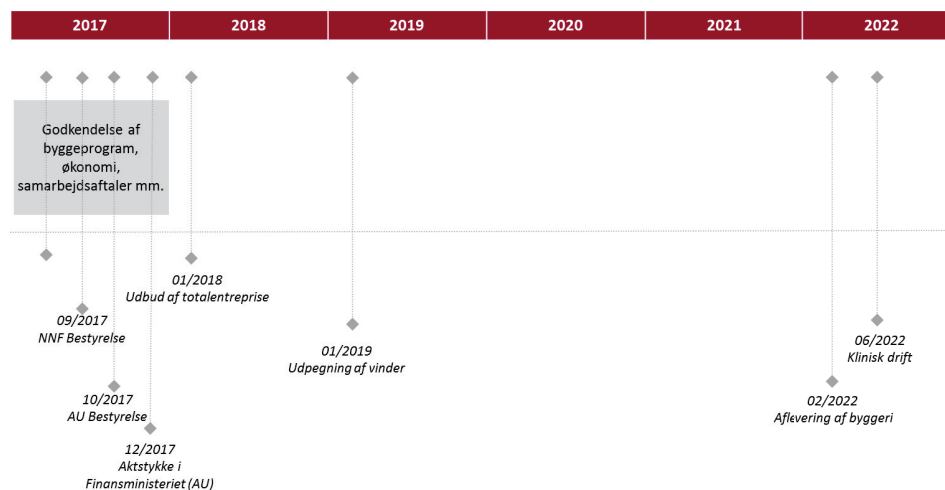 2017 2018 2019 2020 2021 2022
Godkendelse af
byggeprogram,
økonomi,
samarbejdsaftaler mm.
01/2018
Udbud af totalentreprise
09/2017
NNF Bestyrelse
01/2019
Udpegning af vinder
06/2022
Klinisk drift
10/2017
AU Bestyrelse
02/2022
Aflevering af byggeri
12/2017
Aktstykke i
Finansministeriet (AU)